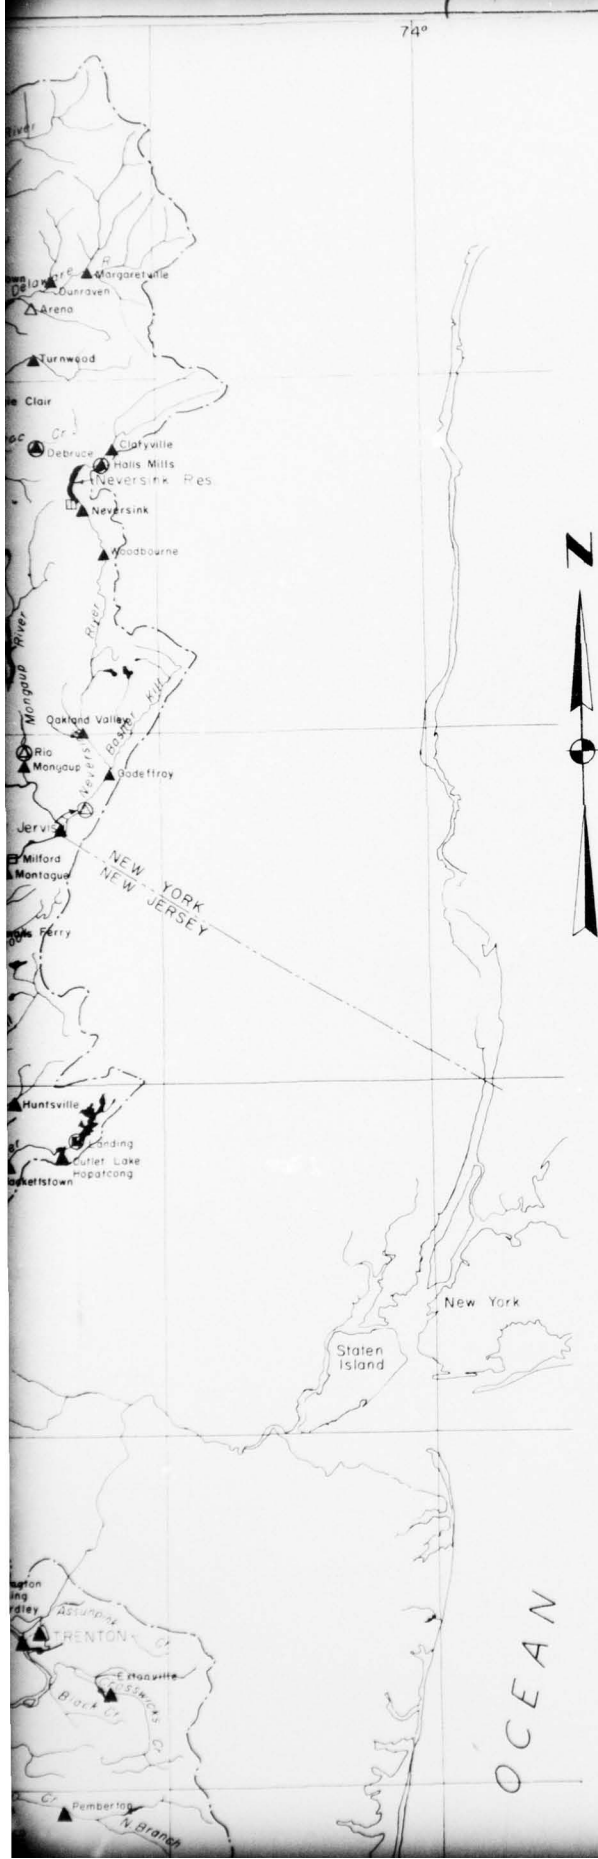 74°
River
R.
Delaware
Margaretville
Dunraven
Arena
Turnwood
Clair
Cr.
Claryville
Debruce
Halls Mills
Neversink Res.
Neversink
Woodbourne
River
River
Mongaup
Kill
Basher
Oakland Valley
Neversink
Rio
Mongaup
Godeffroy
Jervis
NEW YORK
NEW JERSEY
Milford
Montague
Ferry
N
Huntsville
Landing
Outlet Lake
Hopatcong
New York
Staten
Island
Assunpink
Cr.
TRENTON
Extonville
Crosswicks
Cr.
Black Cr.
OCEAN
Cr.
Pemberton
N. Branch